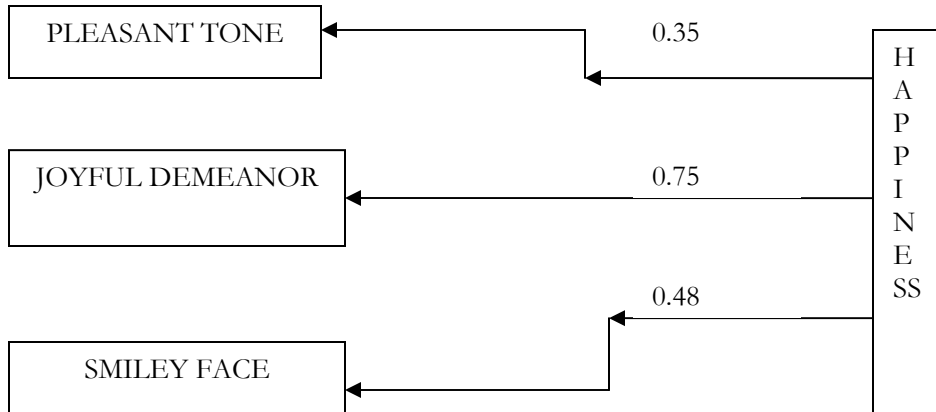 PLEASANT TONE
0.35
H
A
P
P
I
N
E
SS
JOYFUL DEMEANOR
0.75
0.48
SMILEY FACE